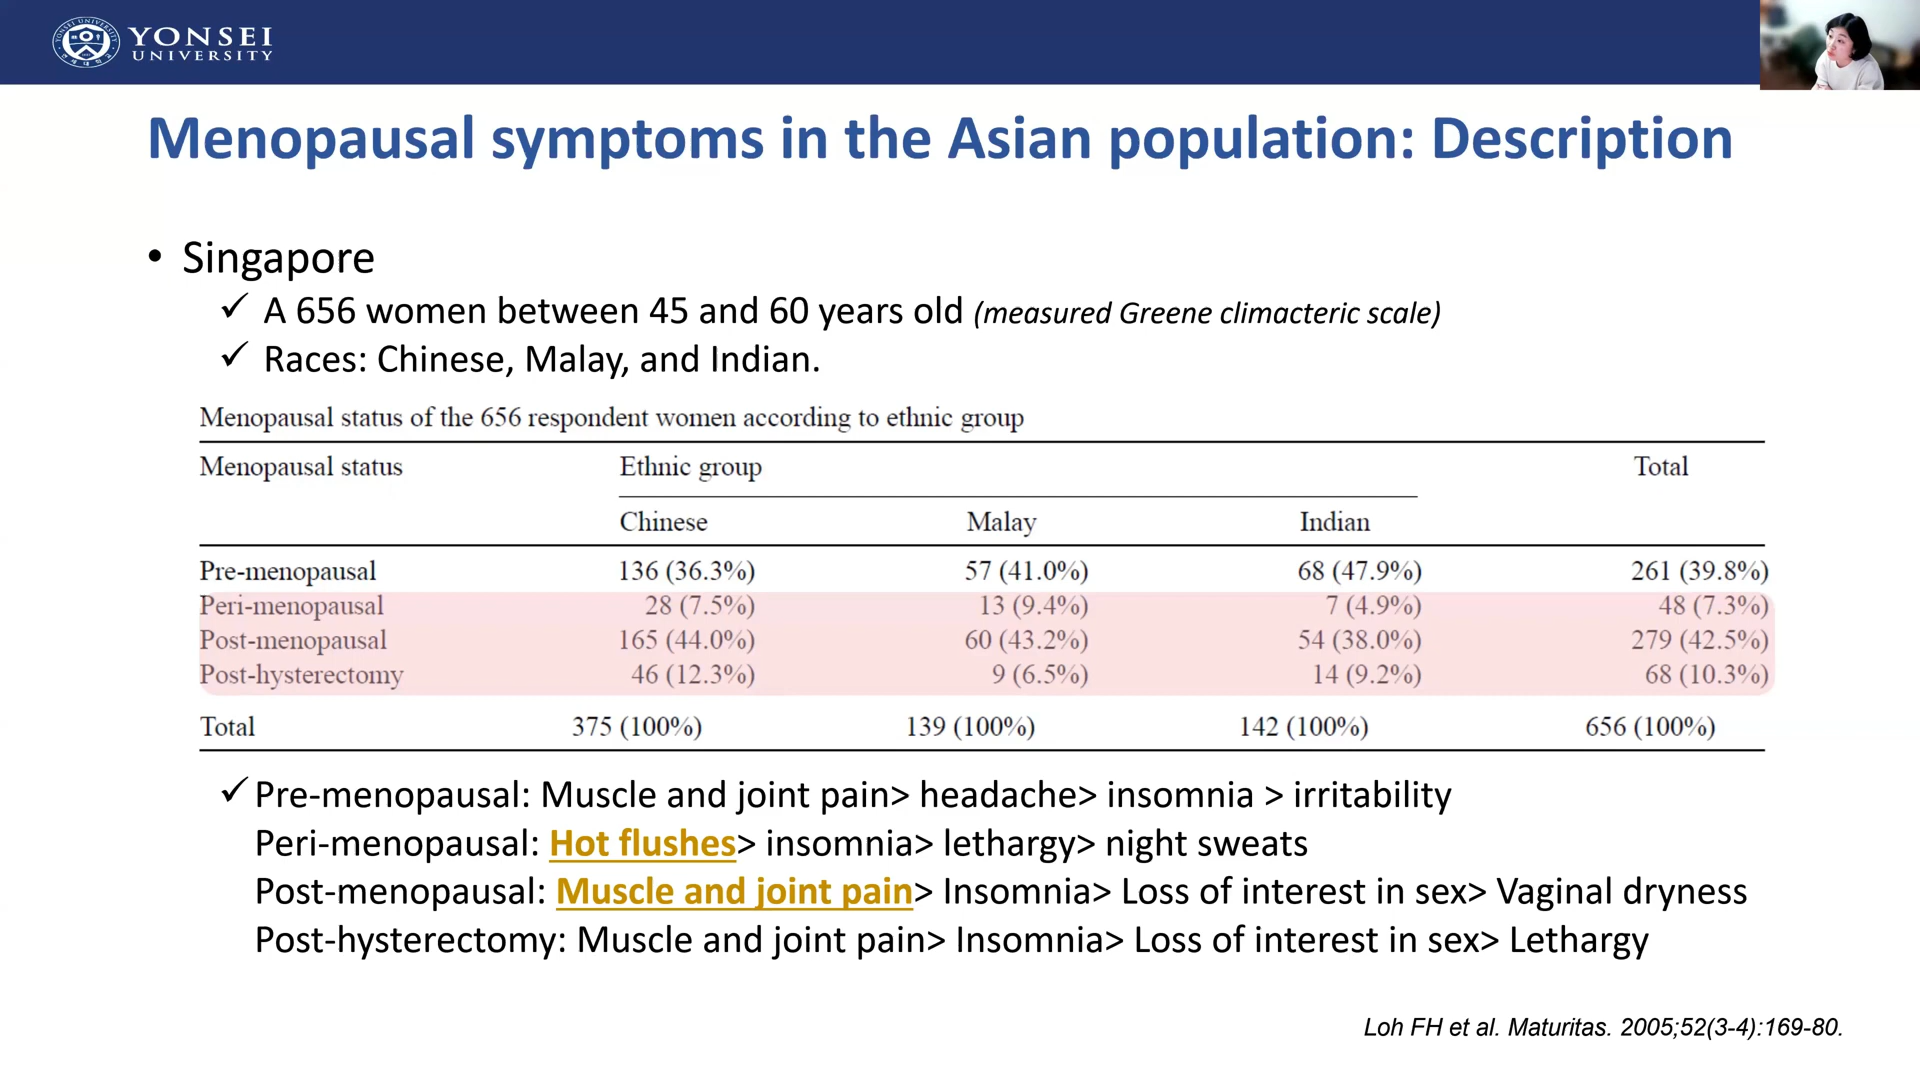 YONSEI
UNIVERSITY
Menopausal symptoms in the Asian population: Description
• Singapore
✓ A 656 women between 45 and 60 years old (measured Greene climacteric scale)
✓ Races: Chinese, Malay, and Indian.
Menopausal status of the 656 respondent women according to ethnic group
Menopausal status Ethnic group Total
Chinese Malay Indian
Pre-menopausal 136 (36.3%) 57 (41.0%) 68 (47.9%) 261 (39.8%)
Peri-menopausal 28 (7.5%) 13 (9.4%) 7 (4.9%) 48 (7.3%)
Post-menopausal 165 (44.0%) 60 (43.2%) 54 (38.0%) 279 (42.5%)
Post-hysterectomy 46 (12.3%) 9 (6.5%) 14 (9.2%) 68 (10.3%)
Total 375 (100%) 139 (100%) 142 (100%) 656 (100%)
✓ Pre-menopausal: Muscle and joint pain> headache> insomnia > irritability
Peri-menopausal: Hot flushes> insomnia> lethargy> night sweats
Post-menopausal: Muscle and joint pain> Insomnia> Loss of interest in sex> Vaginal dryness
Post-hysterectomy: Muscle and joint pain> Insomnia> Loss of interest in sex> Lethargy
Loh FH et al. Maturitas. 2005;52(3-4):169-80.